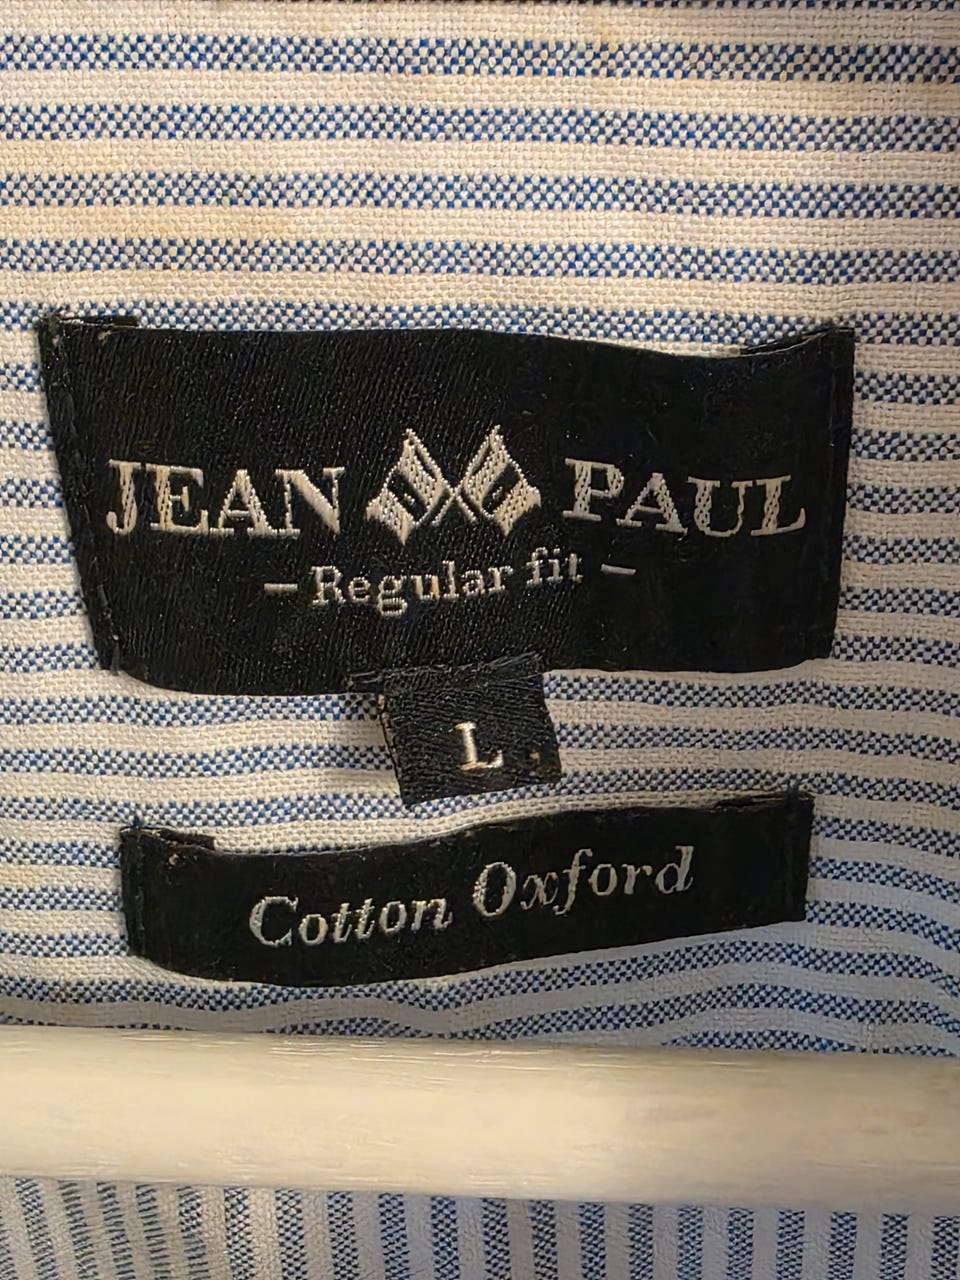 JEAN PAUL
- Regular fit -
L
Cotton Oxford